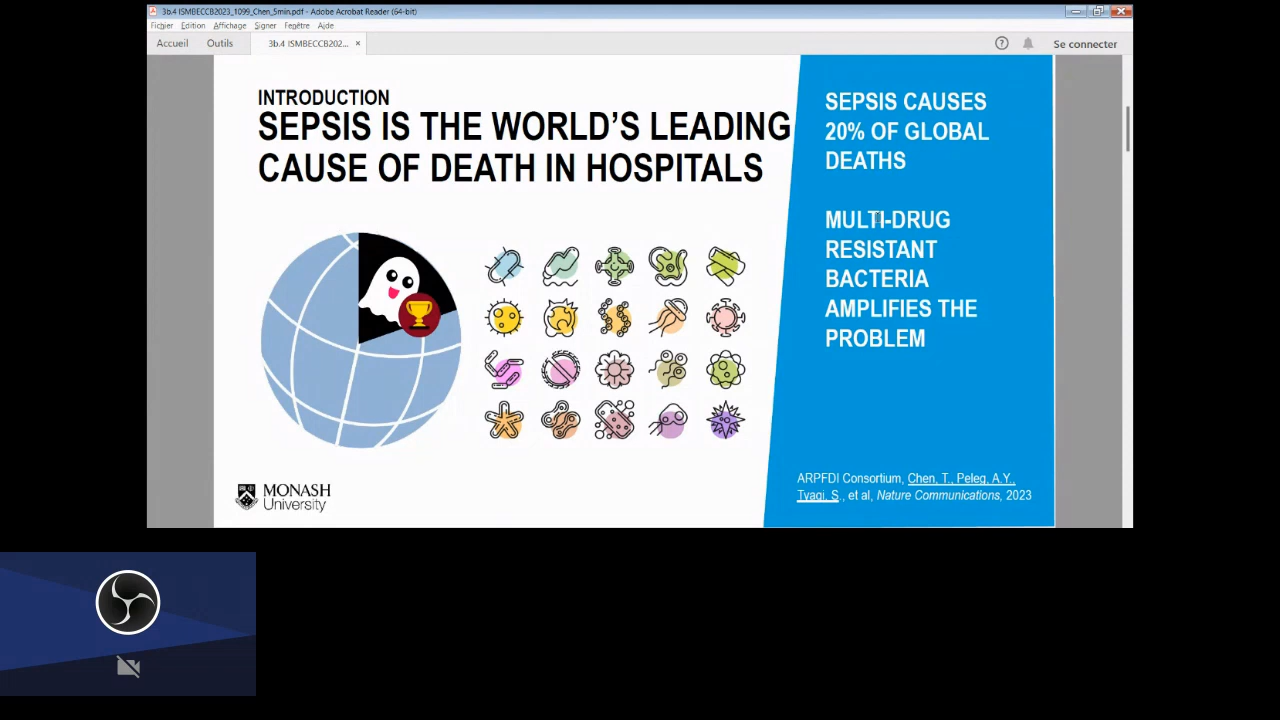 3b.4 ISMBECCB2023_1099_Chen_5min.pdf - Adobe Acrobat Reader (64-bit)
Fichier Edition Affichage Signer Fenêtre Aide
Accueil Outils 3b.4 ISMBECCB202... × Se connecter
INTRODUCTION
SEPSIS IS THE WORLD'S LEADING
CAUSE OF DEATH IN HOSPITALS
SEPSIS CAUSES
20% OF GLOBAL
DEATHS
MULTI-DRUG
RESISTANT
BACTERIA
AMPLIFIES THE
PROBLEM
MONASH
University
ARPFDI Consortium, Chen, T., Peleg, A.Y.,
Tyagi, S., et al, Nature Communications, 2023